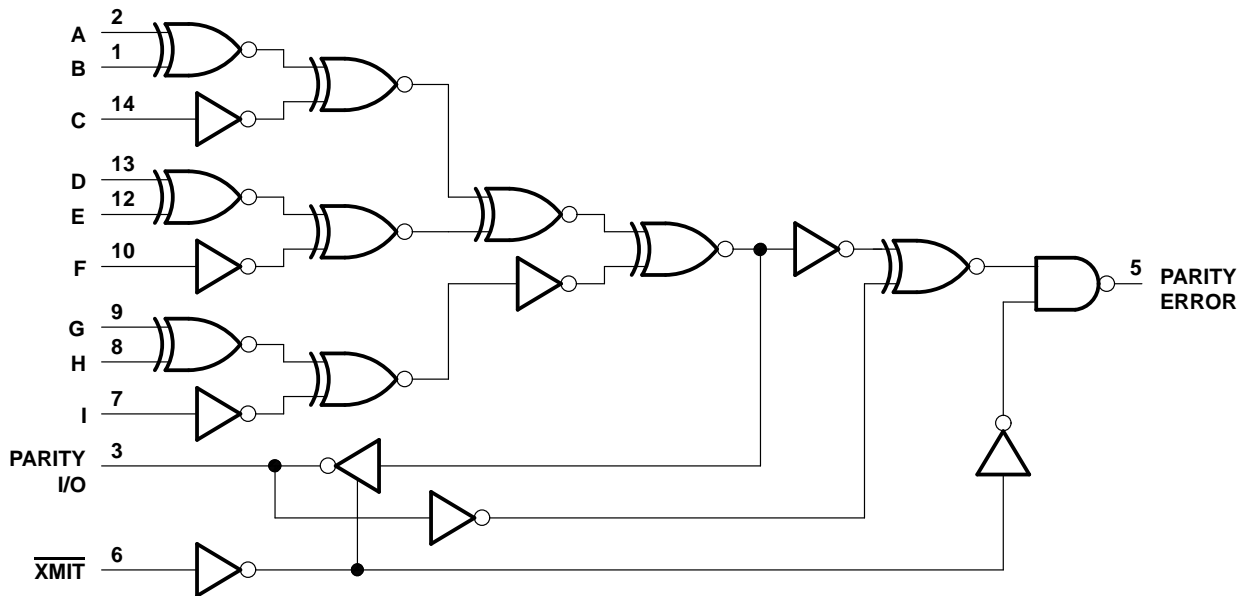 A 2
B 1
C 14
D 13
E 12
F 10
G 9
H 8
I 7
PARITY 3
I/O
XMIT 6
5 PARITY
ERROR